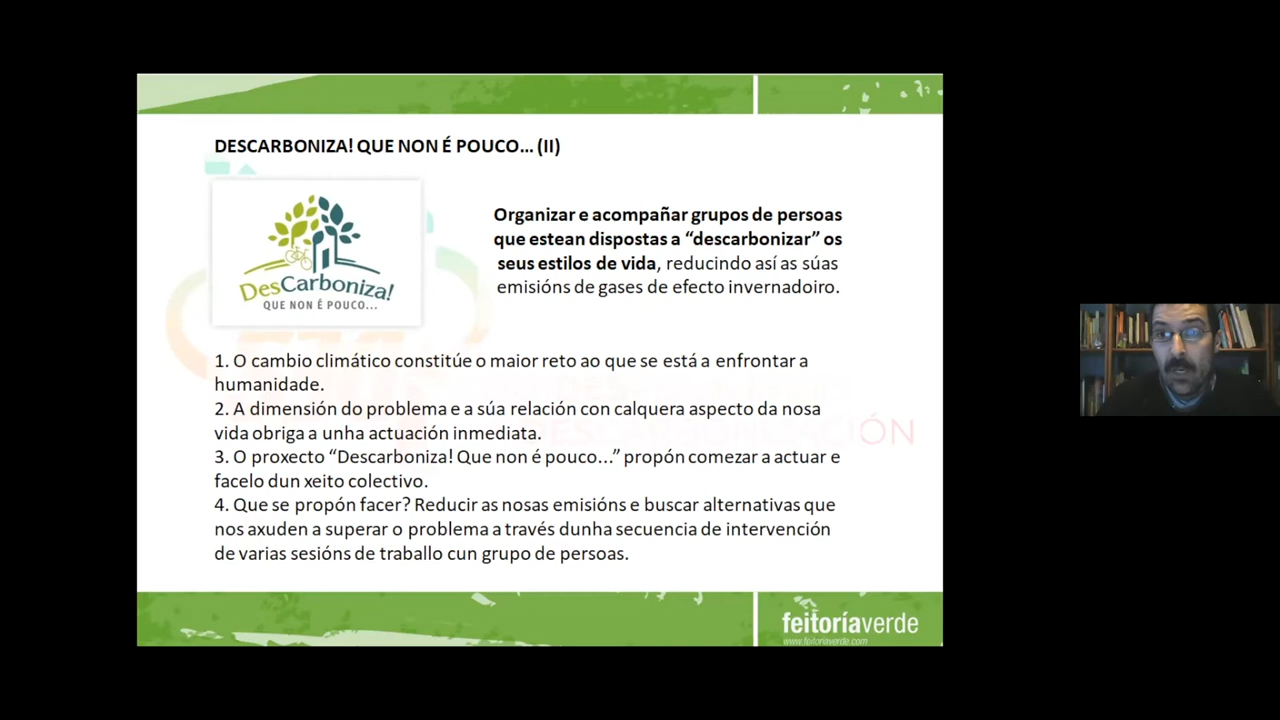 DESCARBONIZA! QUE NON É POUCO... (II)
DesCarboniza!
QUE NON É POUCO...
Organizar e acompañar grupos de persoas
que estean dispostas a “descarbonizar” os
seus estilos de vida, reducindo así as súas
emisións de gases de efecto invernadoiro.
1. O cambio climático constitúe o maior reto ao que se está a enfrontar a
humanidade.
2. A dimensión do problema e a súa relación con calquera aspecto da nosa
vida obriga a unha actuación inmediata.
3. O proxecto “Descarboniza! Que non é pouco...” propón comezar a actuar e
facelo dun xeito colectivo.
4. Que se propón facer? Reducir as nosas emisións e buscar alternativas que
nos axuden a superar o problema a través dunha secuencia de intervención
de varias sesións de traballo cun grupo de persoas.
DESCARBONIZACIÓN
feitoríaverde
www.feitoriaverde.com